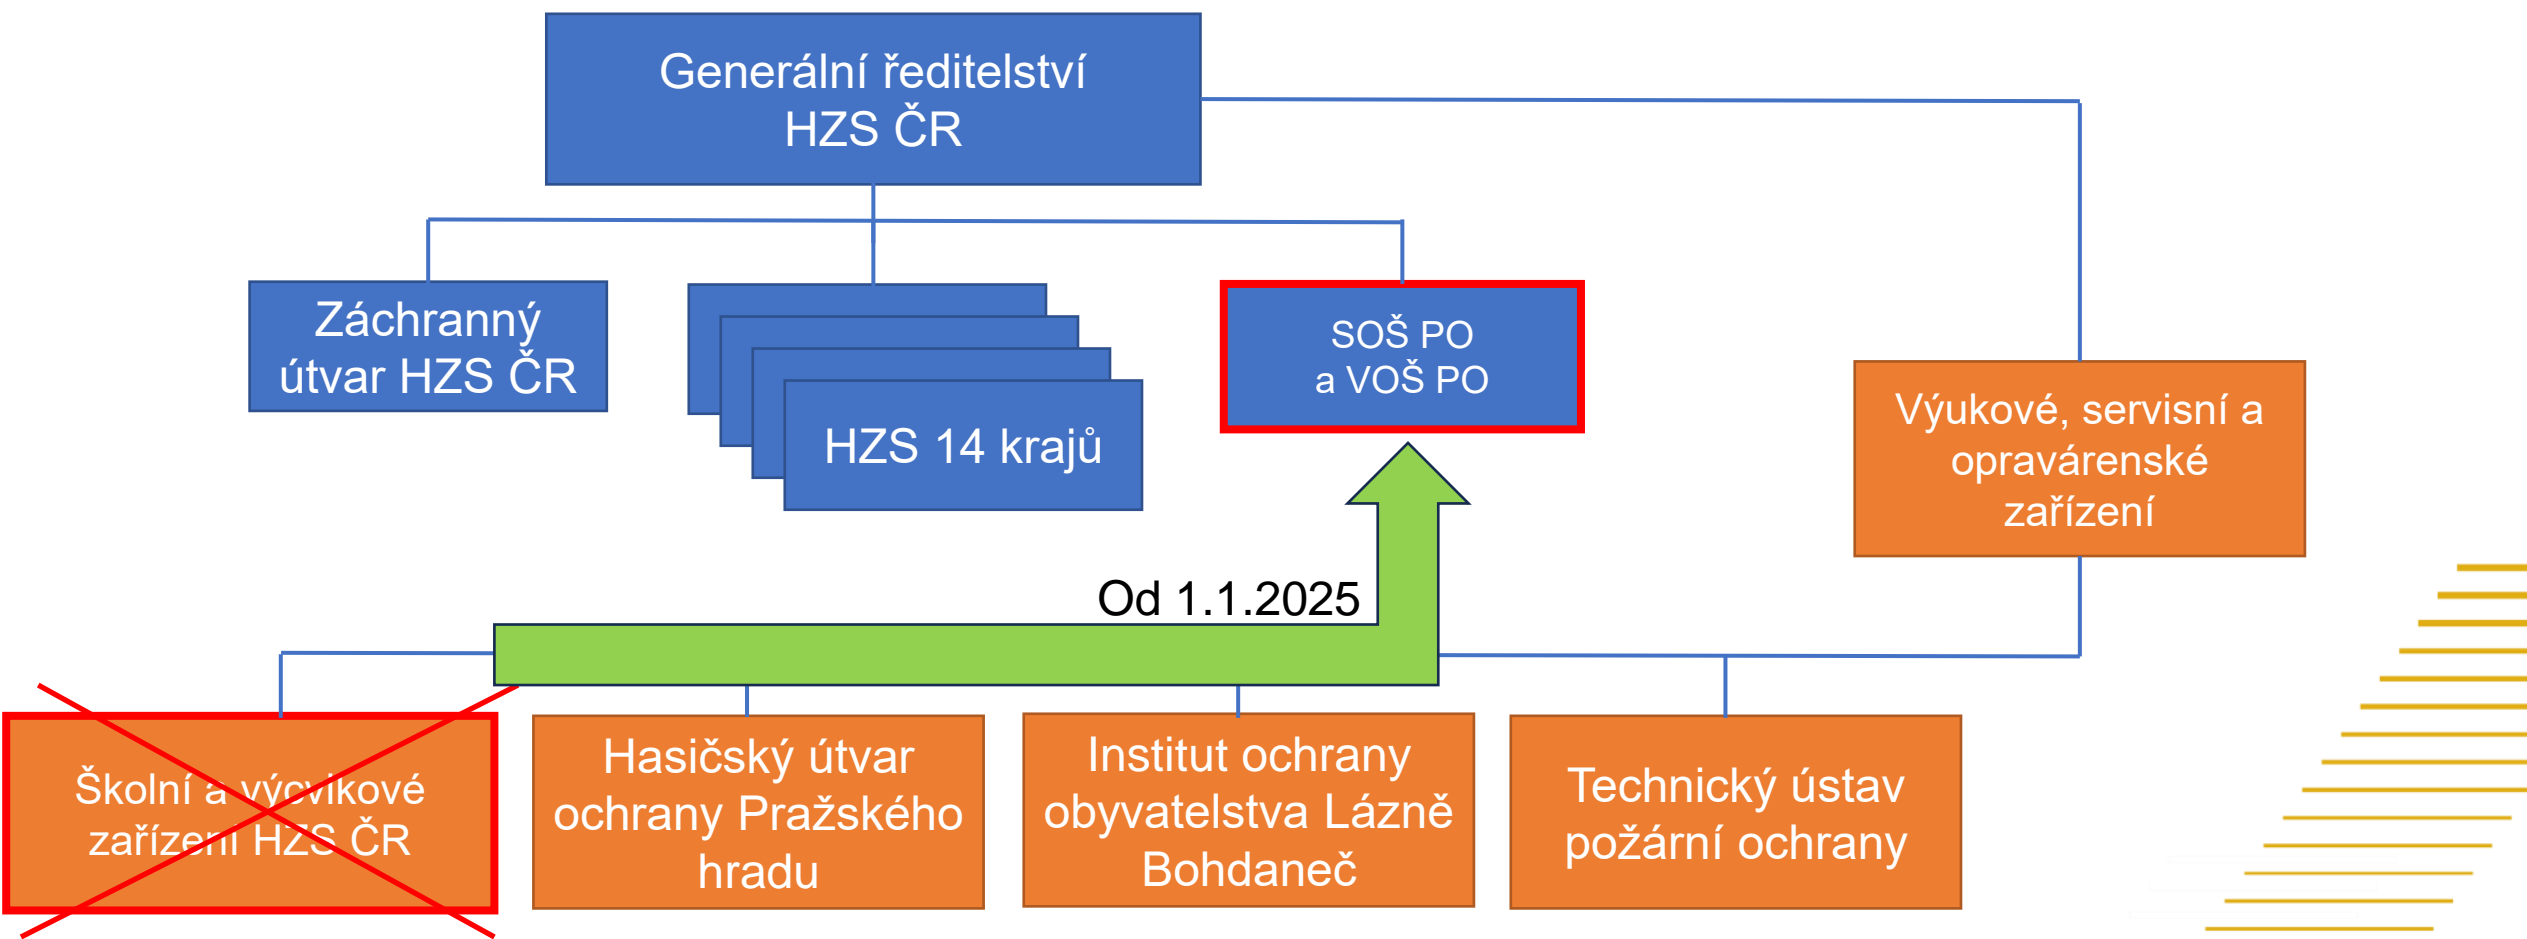 Generální ředitelství
HZS ČR
Záchranný
útvar HZS ČR
HZS 14 krajů
SOŠ PO
a VOŠ PO
Výukové, servisní a
opravárenské
zařízení
Od 1.1.2025
Školní a výcvikové
zařízení HZS ČR
Hasičský útvar
ochrany Pražského
hradu
Institut ochrany
obyvatelstva Lázně
Bohdaneč
Technický ústav
požární ochrany